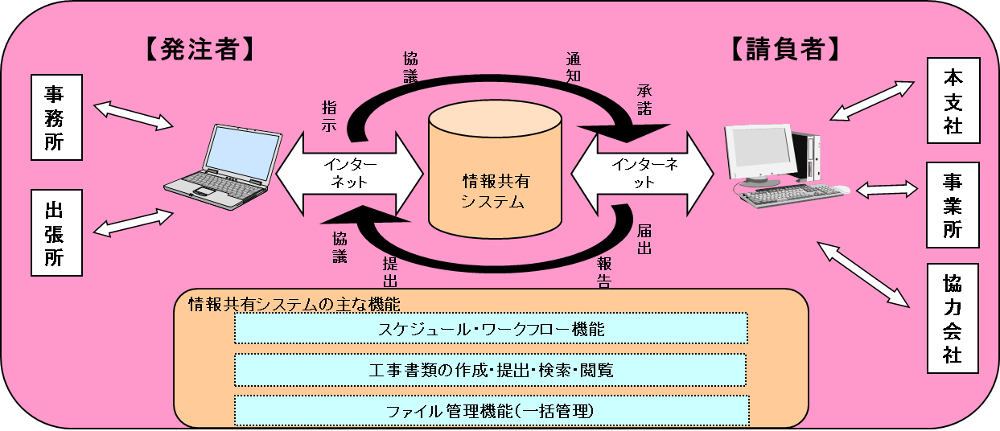 【発注者】
【請負者】
事務所
出張所
指示
協議
通知
承諾
インター
ネット
情報共有
システム
インターネ
ット
協議
提出
報告
届出
本支社
事業所
協力会社
情報共有システムの主な機能
スケジュール・ワークフロー機能
工事書類の作成・提出・検索・閲覧
ファイル管理機能(一括管理)